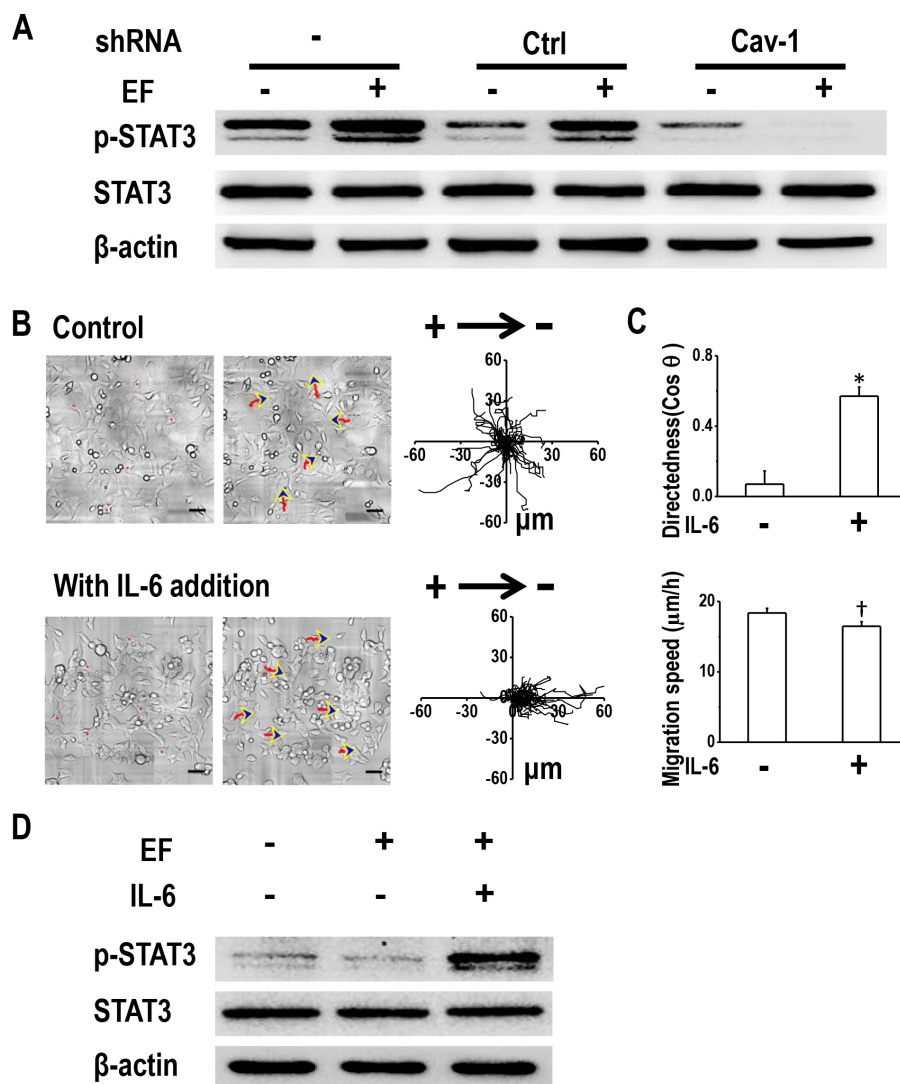 A
shRNA - Ctrl Cav-1
EF - + - + - +
p-STAT3
STAT3
β-actin
B Control
+ -
60
30
-60 -30 30 60
-30
-60
μm
With IL-6 addition
+ -
60
30
-60 -30 0 30 60
-30
-60
μm
C
Directedness(Cos θ )
0.8
0.4
0.0
*
IL-6 - +
Migration speed (μm/h)
20
10
0
†
IL-6 - +
D
EF - + +
IL-6 - - +
p-STAT3
STAT3
β-actin